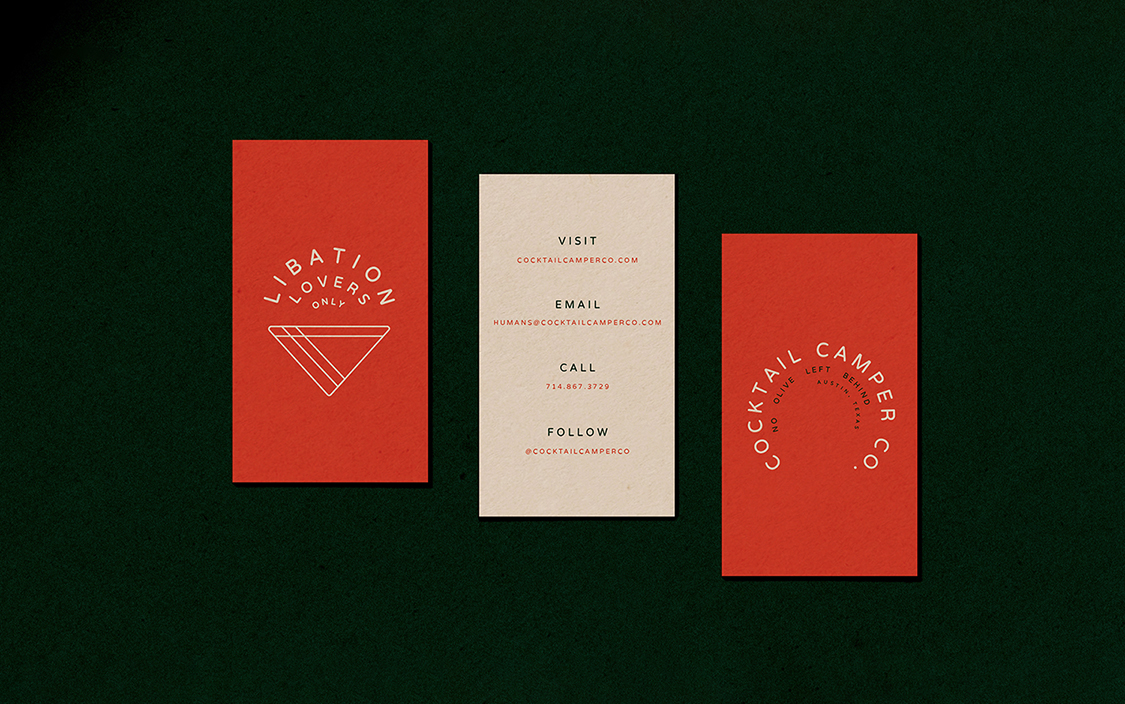 LIBATION
LOVERS
ONLY
VISIT
COCKTAILCAMPERCO.COM
EMAIL
HUMANS@COCKTAILCAMPERCO.COM
CALL
714.867.3729
FOLLOW
@COCKTAILCAMPERCO
COCKTAIL CAMPER CO.
NO OLIVE LEFT BEHIND
AUSTIN, TEXAS